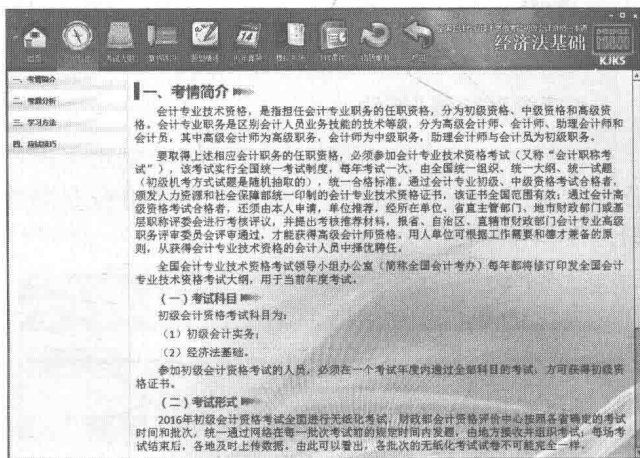 全国会计专业技术资格考试
经济法基础
KJKS
首页
考试大纲
历年真题
一、考情简介
二、考题分析
三、学习方法
四、应试技巧
一、考情简介
会计专业技术资格，是指担任会计专业职务的任职资格，分为初级资格、中级资格和高级资
格。会计专业职务是区别会计人员业务技能的技术等级，分为高级会计师、会计师、助理会计师和
会计员，其中高级会计师为高级职务，会计师为中级职务，助理会计师与会计员为初级职务。
要取得上述相应会计职务的任职资格，必须参加会计专业技术资格考试（又称“会计职称考
试”），该考试实行全国统一考试制度，每年考试一次，由全国统一组织、统一大纲、统一试题
（初级机考方式试题是随机抽取的），统一合格标准。通过会计专业初级、中级资格考试合格者，
颁发人力资源和社会保障部统一印制的会计专业技术资格证书，该证书全国范围有效；通过会计高
级资格考试合格者，还须由本人申请，单位推荐，经所在单位、省直主管部门、地市财政部门或基
层职称评委会进行考核评议，并提出考核推荐材料，报省、自治区、直辖市财政部门会计专业高级
职务评审委员会评审通过，才能获得高级会计师资格。用人单位可根据工作需要和德才兼备的原
则，从获得会计专业技术资格的会计人员中择优聘任。
全国会计专业技术资格考试领导小组办公室（简称全国会计考办）每年都将修订印发全国会计
专业技术资格考试大纲，用于当前年度考试。
（一）考试科目
初级会计资格考试科目为：
（1）初级会计实务；
（2）经济法基础。
参加初级会计资格考试的人员，必须在一个考试年度内通过全部科目的考试，方可获得初级资
格证书。
（二）考试形式
2016年初级会计资格考试全面进行无纸化考试，财政部会计资格评价中心按照各省确定的考试
时间和批次，统一通过网络在每一批次考试前的规定时间内发题，由地方接收并组织考试；每场考
试结束后，各地及时上传数据。由此可以看出，各批次的无纸化考试试卷不可能完全一样。